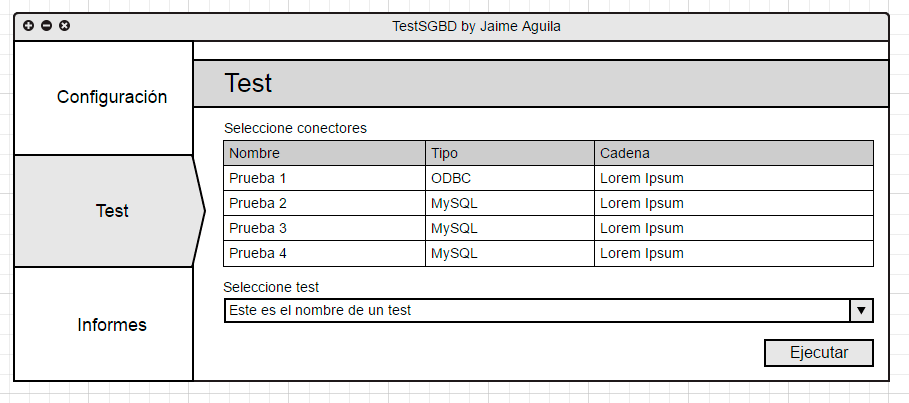 TestSGBD by Jaime Aguila
Configuración
Test
Informes
Test
Seleccione conectores
Nombre Tipo Cadena
Prueba 1 ODBC Lorem Ipsum
Prueba 2 MySQL Lorem Ipsum
Prueba 3 MySQL Lorem Ipsum
Prueba 4 MySQL Lorem Ipsum
Seleccione test
Este es el nombre de un test
Ejecutar